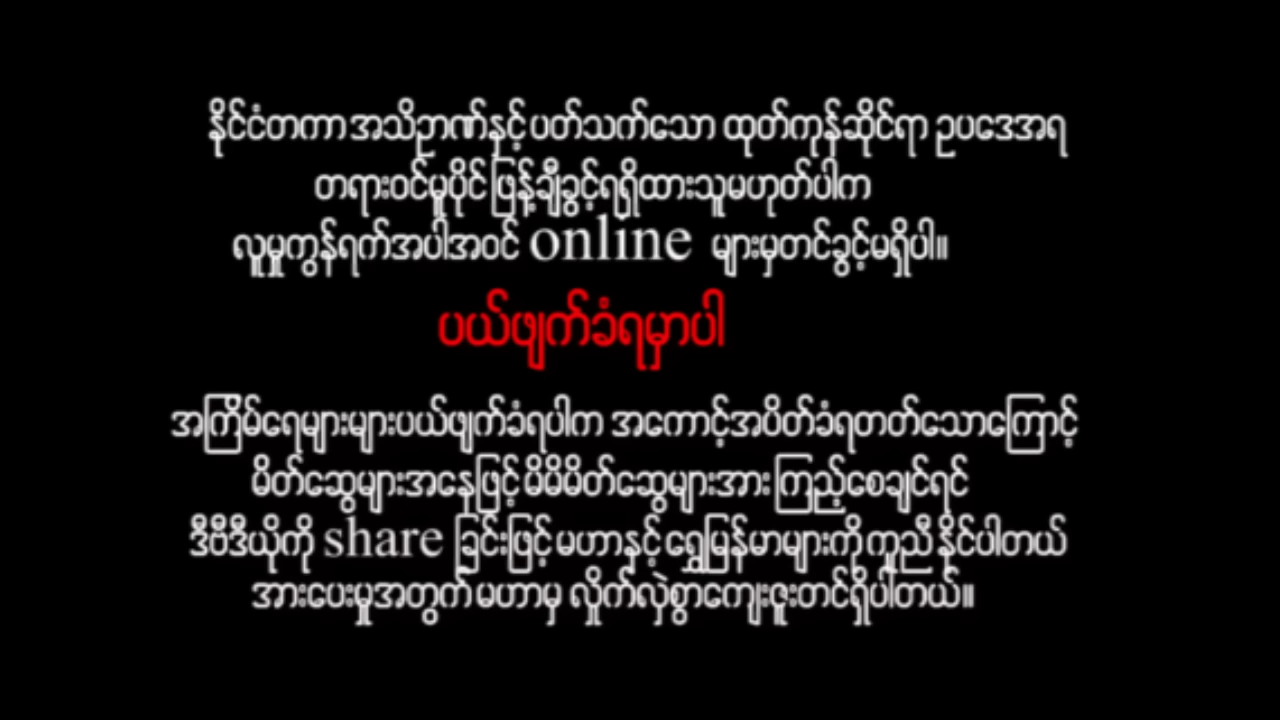 နိုင်ငံတကာ အသိဉာဏ်နှင့် ပတ်သက်သော ထုတ်ကုန်ဆိုင်ရာ ဥပဒေအရ
တရားဝင်မူပိုင် ဖြန့်ချီခွင့်ရရှိထားသူမဟုတ်ပါက
လူမှုကွန်ရက်အပါအဝင် online များမှတင်ခွင့်မရှိပါ။
ပယ်ဖျက်ခံရမှာပါ
အကြိမ်ရေများများပယ်ဖျက်ခံရပါက အကောင့်အပိတ်ခံရတတ်သောကြောင့်
မိတ်ဆွေများအနေဖြင့် မိမိမိတ်ဆွေများအား ကြည့်စေချင်ရင်
ဒီဗီဒီယိုကို share ခြင်းဖြင့် မဟာနှင့် ရွှေမြန်မာများကို ကူညီ နိုင်ပါတယ်
အားပေးမှုအတွက် မဟာမှ လှိုက်လှဲစွာကျေးဇူးတင်ရှိပါတယ်။